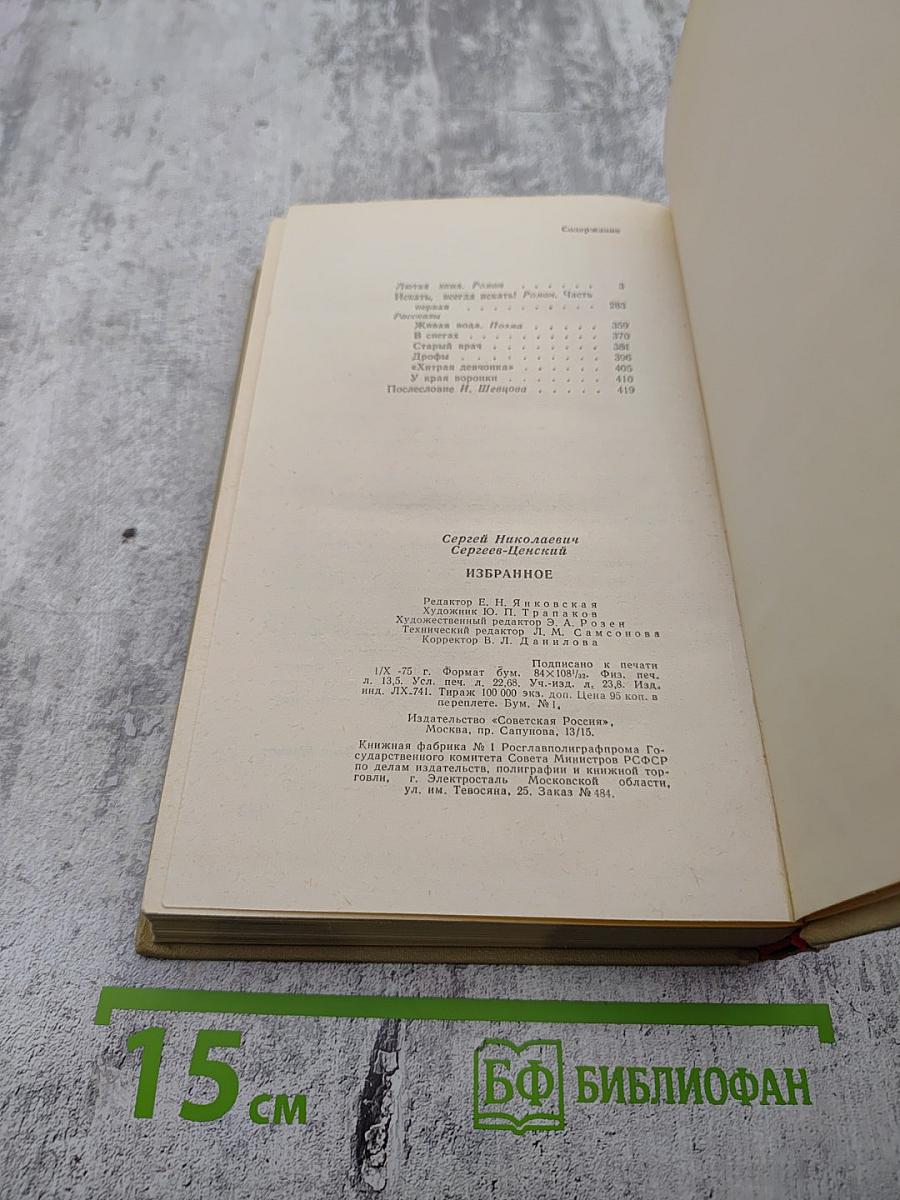 Содержание
Лютая зима. Роман . . . . . . 3
Искать, всегда искать! Роман. Часть
первая . . . . . . . . . . 283
Рассказы
Живая вода. Поэма . . . . . 359
В снегах . . . . . . . . . . 370
Старый врач . . . . . . . . 381
Дрофы . . . . . . . . . . . 396
«Хитрая девчонка» . . . . . . 405
У края воронки . . . . . . . 410
Послесловие И. Шевцова . . . . . 419
Сергей Николаевич
Сергеев-Ценский
ИЗБРАННОЕ
Редактор Е. Н. Янковская
Художник Ю. П. Трапаков
Художественный редактор Э. А. Розен
Технический редактор Л. М. Самсонова
Корректор В. Л. Данилова
Подписано к печати
1/X -75 г. Формат бум. 84×108¹/₃₂. Физ. печ.
л. 13,5. Усл. печ. л. 22,68. Уч.-изд. л. 23,8. Изд.
инд. ЛХ-741. Тираж 100 000 экз. доп. Цена 95 коп. в
переплете. Бум. № 1.
Издательство «Советская Россия»,
Москва, пр. Сапунова, 13/15.
Книжная фабрика № 1 Росглавполиграфпрома Го-
сударственного комитета Совета Министров РСФСР
по делам издательств, полиграфии и книжной тор-
говли, г. Электросталь Московской области,
ул. им. Тевосяна, 25. Заказ № 484.
15 см
БФ БИБЛИОФАН